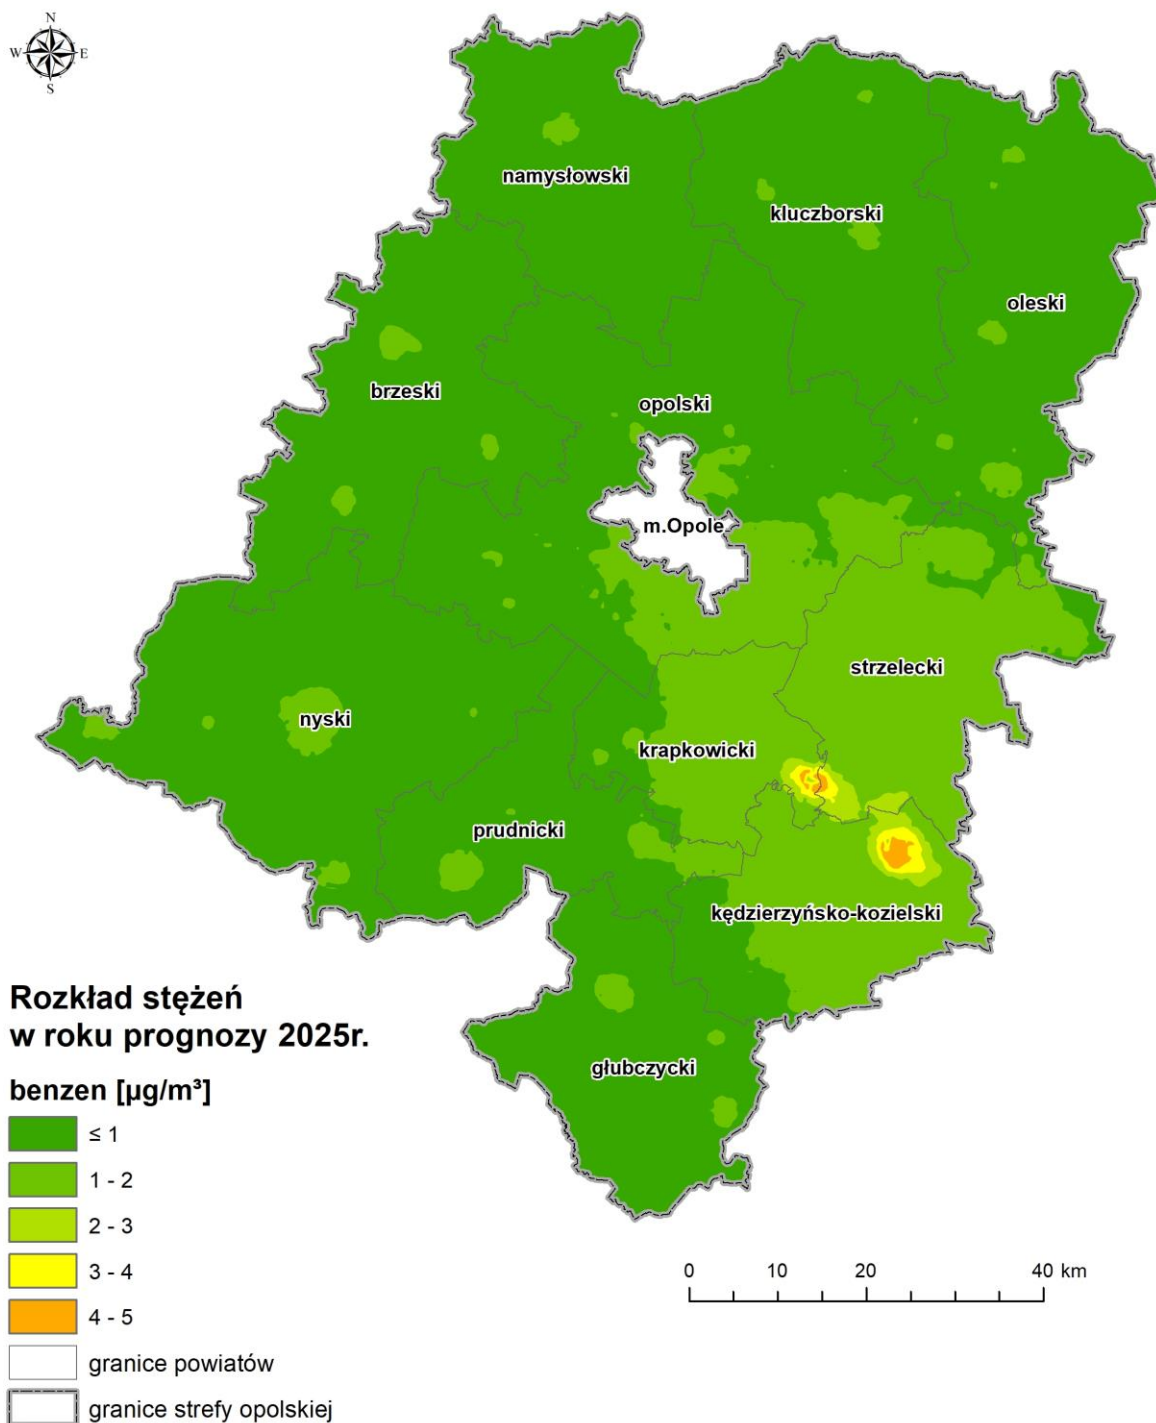 N
W E
S
namysłowski
kluczborski
oleski
brzeski
opolski
m.Opole
strzelecki
nyski
krapkowicki
prudnicki
kędzierzyńsko-kozielski
głubczycki
Rozkład stężeń
w roku prognozy 2025r.
benzen [µg/m³]
≤ 1
1 - 2
2 - 3
3 - 4
4 - 5
granice powiatów
granice strefy opolskiej
0 10 20 40 km